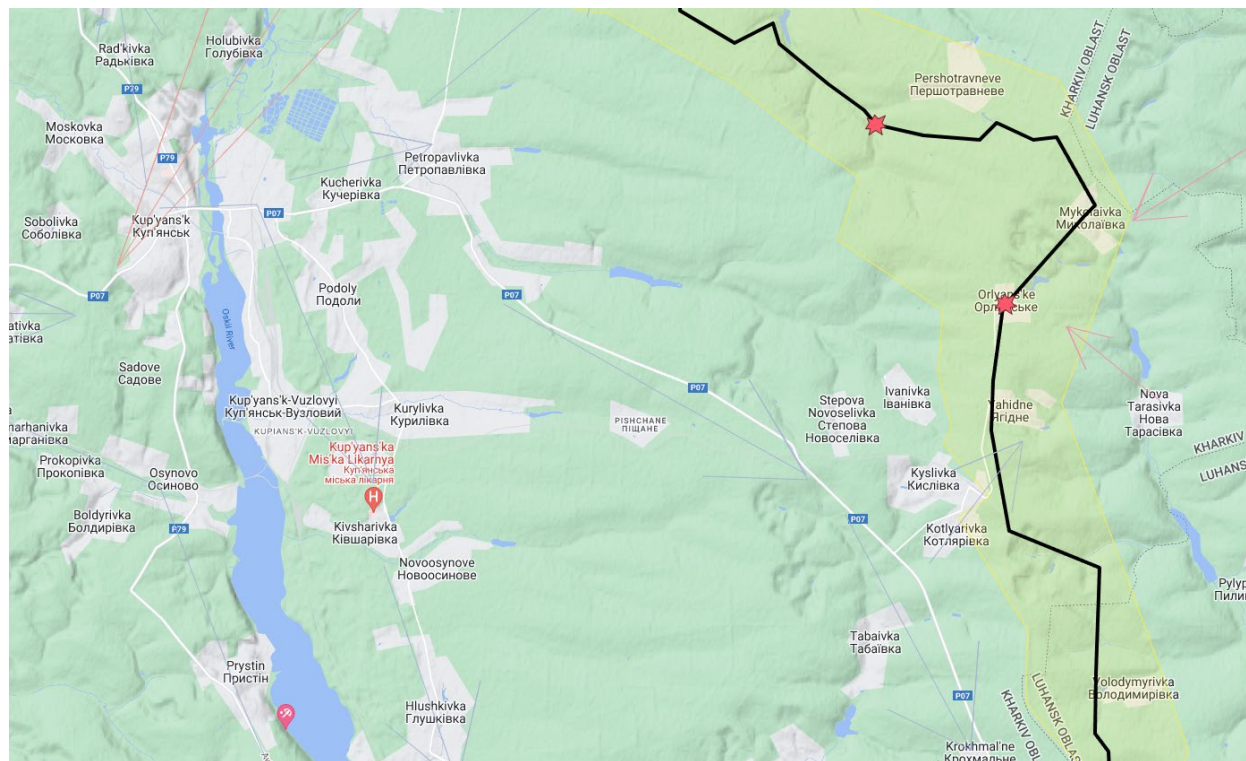 Rad'kivka
Радьківка
Holubivka
Голубівка
P79
Moskovka
Московка
P79
Pershotravneve
Першотравневе
KHARKIV OBLAST
LUHANSK OBLAST
Petropavlivka
Петропавлівка
Kucherivka
Кучерівка
P07
Sobolivka
Соболівка
Kup'yans'k
Куп'янськ
Mykolaivka
Миколаївка
P07
Podoly
Подоли
P07
Orlyans'ke
Орлянське
Oskil River
ativka
атівка
Sadove
Садове
P07
Kup'yans'k-Vuzlovyi
Куп'янськ-Вузловий
KUPIANS'K-VUZLOVYI
Kurylivka
Курилівка
PISHCHANE
ПІЩАНЕ
Stepova
Novoselivka
Степова
Новоселівка
Ivanivka
Іванівка
Yahidne
Ягідне
Nova
Tarasivka
Нова
Тарасівка
narhanivka
марганівка
Prokopivka
Прокопівка
Osynovo
Осиново
Kup'yans'ka
Mis'ka Likarnya
Куп'янська
міська лікарня
H
Kyslivka
Кислівка
KHARKIV
LUHANS
Boldyrivka
Болдирівка
P79
Kivsharivka
Ківшарівка
P07
Kotlyarivka
Котлярівка
Novoosynove
Новоосинове
Pylyp
Пили
Tabaivka
Табаївка
Prystin
Пристін
Hlushkivka
Глушківка
P07
Volodymyrivka
Володимирівка
LUHANSK OBLAST
KHARKIV OBL
Krokhmal'ne
Крохмальне